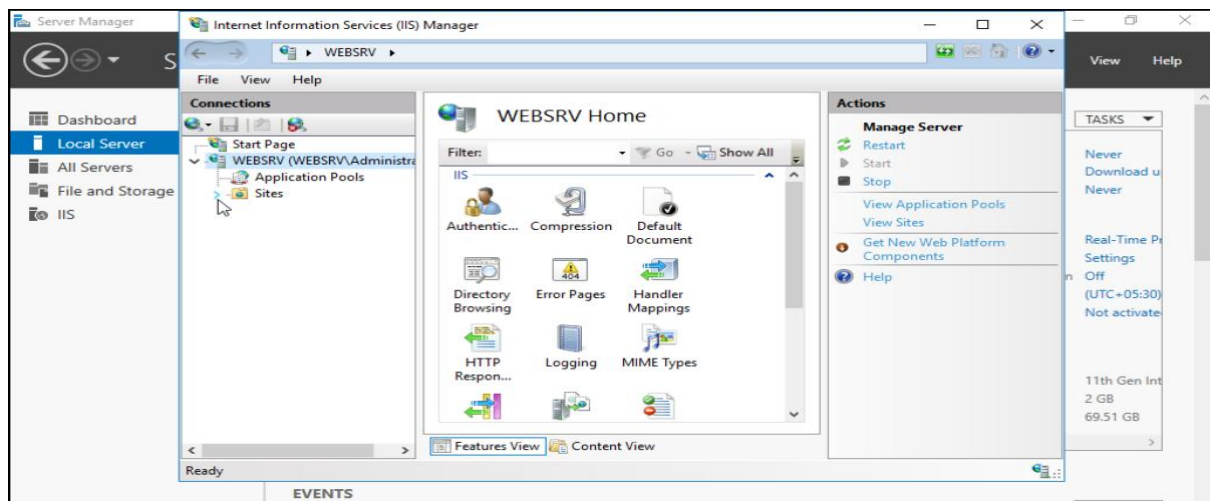 Server Manager
Internet Information Services (IIS) Manager
WEBSRV
S
View Help
File View Help
Dashboard
Local Server
All Servers
File and Storage
IIS
Connections
Start Page
WEBSRV (WEBSRV\Administra
Application Pools
Sites
WEBSRV Home
Filter:
Go
Show All
IIS
Authentic...
Compression
Default
Document
Directory
Browsing
Error Pages
404
Handler
Mappings
HTTP
Respon...
Logging
MIME Types
Features View
Content View
Actions
Manage Server
Restart
Start
Stop
View Application Pools
View Sites
Get New Web Platform
Components
Help
TASKS
Never
Download u
Never
Real-Time Pr
Settings
n Off
(UTC+05:30)
Not activate
11th Gen Int
2 GB
69.51 GB
Ready
EVENTS